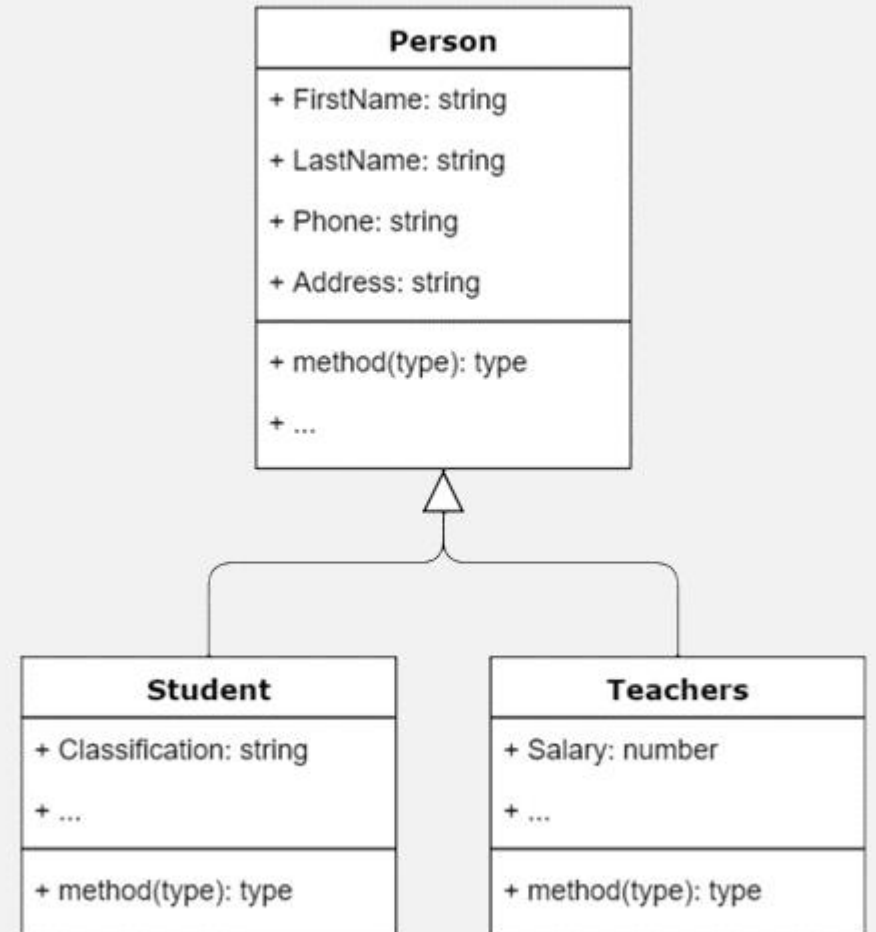 Person
+ FirstName: string
+ LastName: string
+ Phone: string
+ Address: string
+ method(type): type
+ ...
Student
+ Classification: string
+ ...
+ method(type): type
Teachers
+ Salary: number
+ ...
+ method(type): type